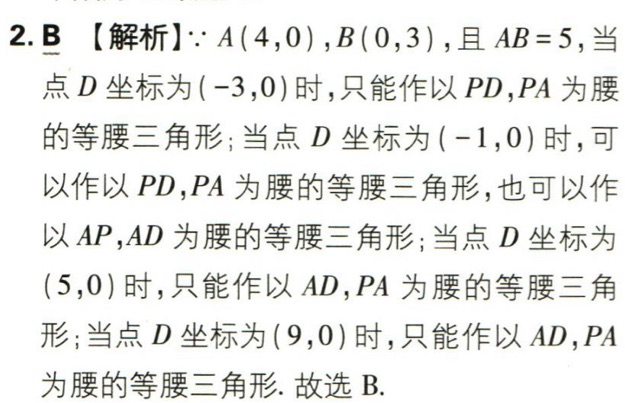 2. B 【解析】∵ A(4,0),B(0,3),且 AB=5,当
点 D 坐标为(-3,0)时,只能作以 PD,PA 为腰
的等腰三角形;当点 D 坐标为(-1,0)时,可
以作以 PD,PA 为腰的等腰三角形,也可以作
以 AP,AD 为腰的等腰三角形;当点 D 坐标为
(5,0)时,只能作以 AD,PA 为腰的等腰三角
形;当点 D 坐标为(9,0)时,只能作以 AD,PA
为腰的等腰三角形. 故选 B.